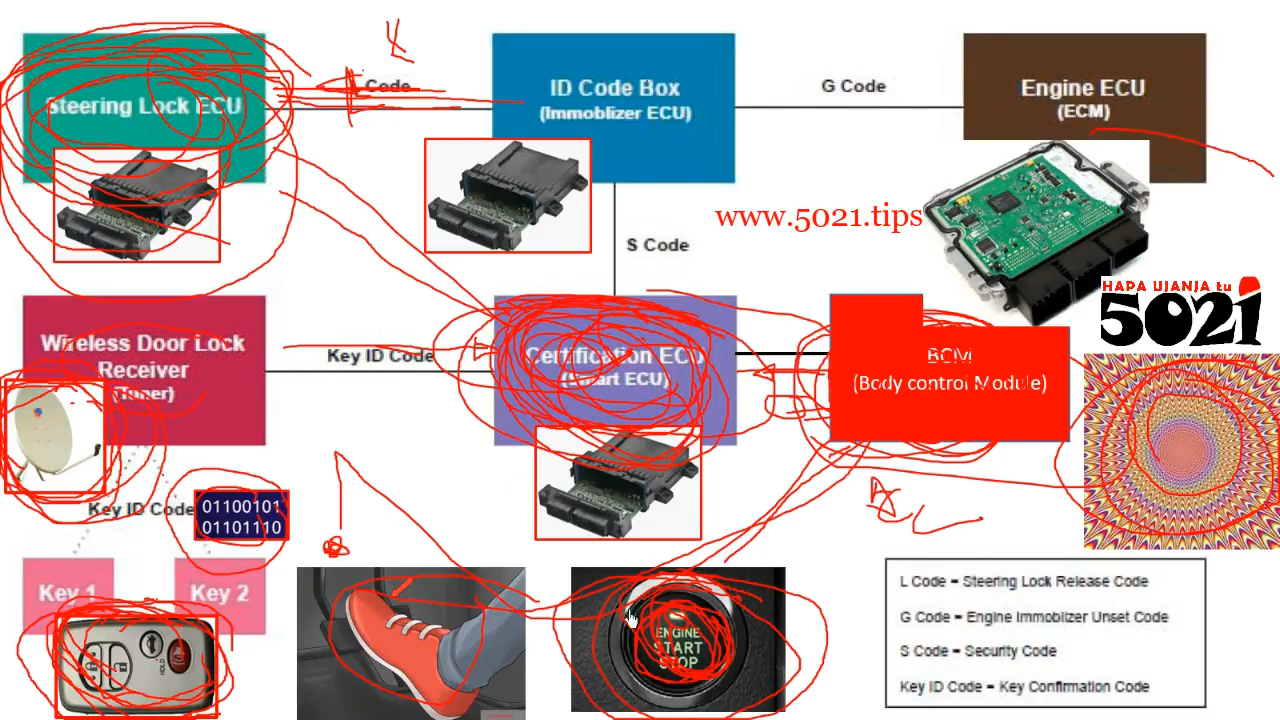 Steering Lock ECU
L
Code
ID Code Box
(Immoblizer ECU)
G Code
Engine ECU
(ECM)
S Code
www.5021.tips
HAPA UJANJA tu
5021
Wireless Door Lock
Receiver
(Tuner)
Key ID Code
Certification ECU
(Smart ECU)
BCM
(Body control Module)
Key ID Code
01100101
01101110
Key 1
Key 2
HOLD
ENGINE
START
STOP
L Code = Steering Lock Release Code
G Code = Engine Immoblizer Unset Code
S Code = Security Code
Key ID Code = Key Confirmation Code